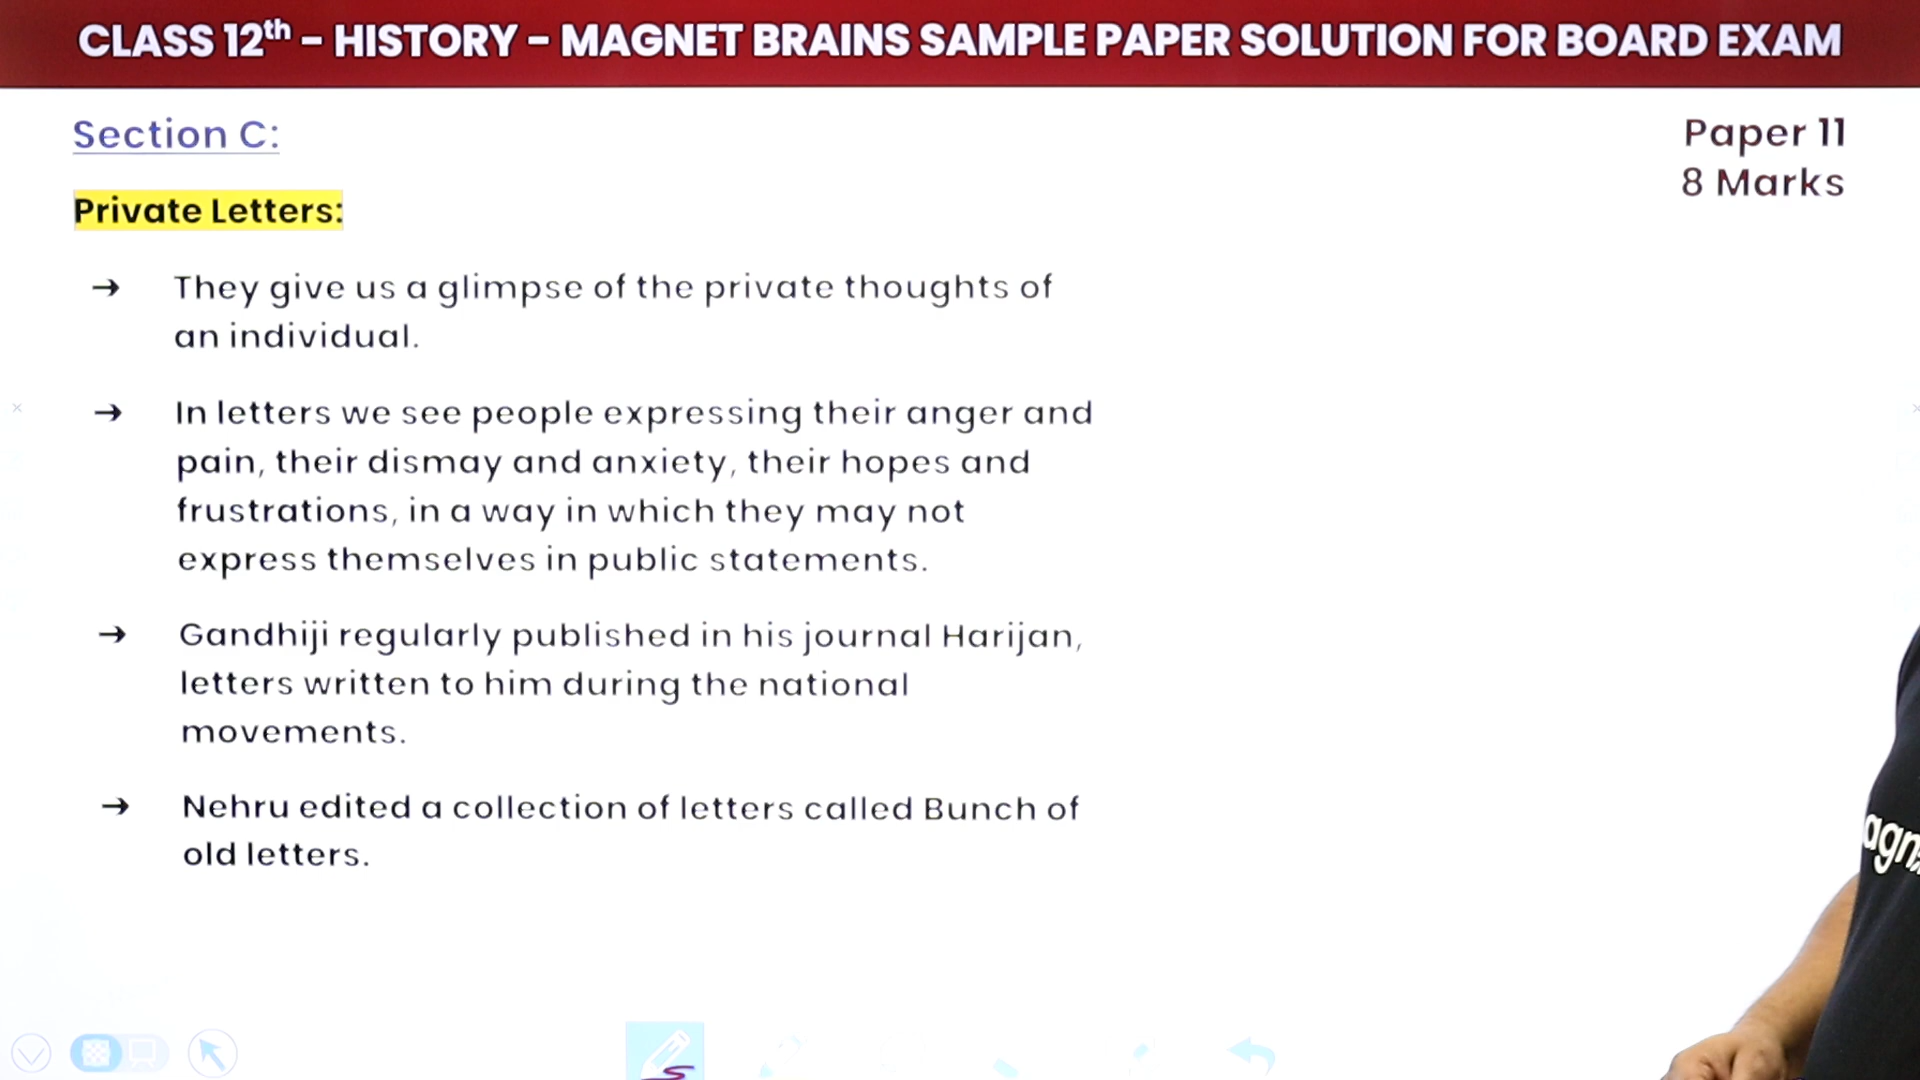 CLASS 12th - HISTORY - MAGNET BRAINS SAMPLE PAPER SOLUTION FOR BOARD EXAM
Section C:
Paper 11
8 Marks
Private Letters:
→ They give us a glimpse of the private thoughts of
an individual.
→ In letters we see people expressing their anger and
pain, their dismay and anxiety, their hopes and
frustrations, in a way in which they may not
express themselves in public statements.
→ Gandhiji regularly published in his journal Harijan,
letters written to him during the national
movements.
→ Nehru edited a collection of letters called Bunch of
old letters.